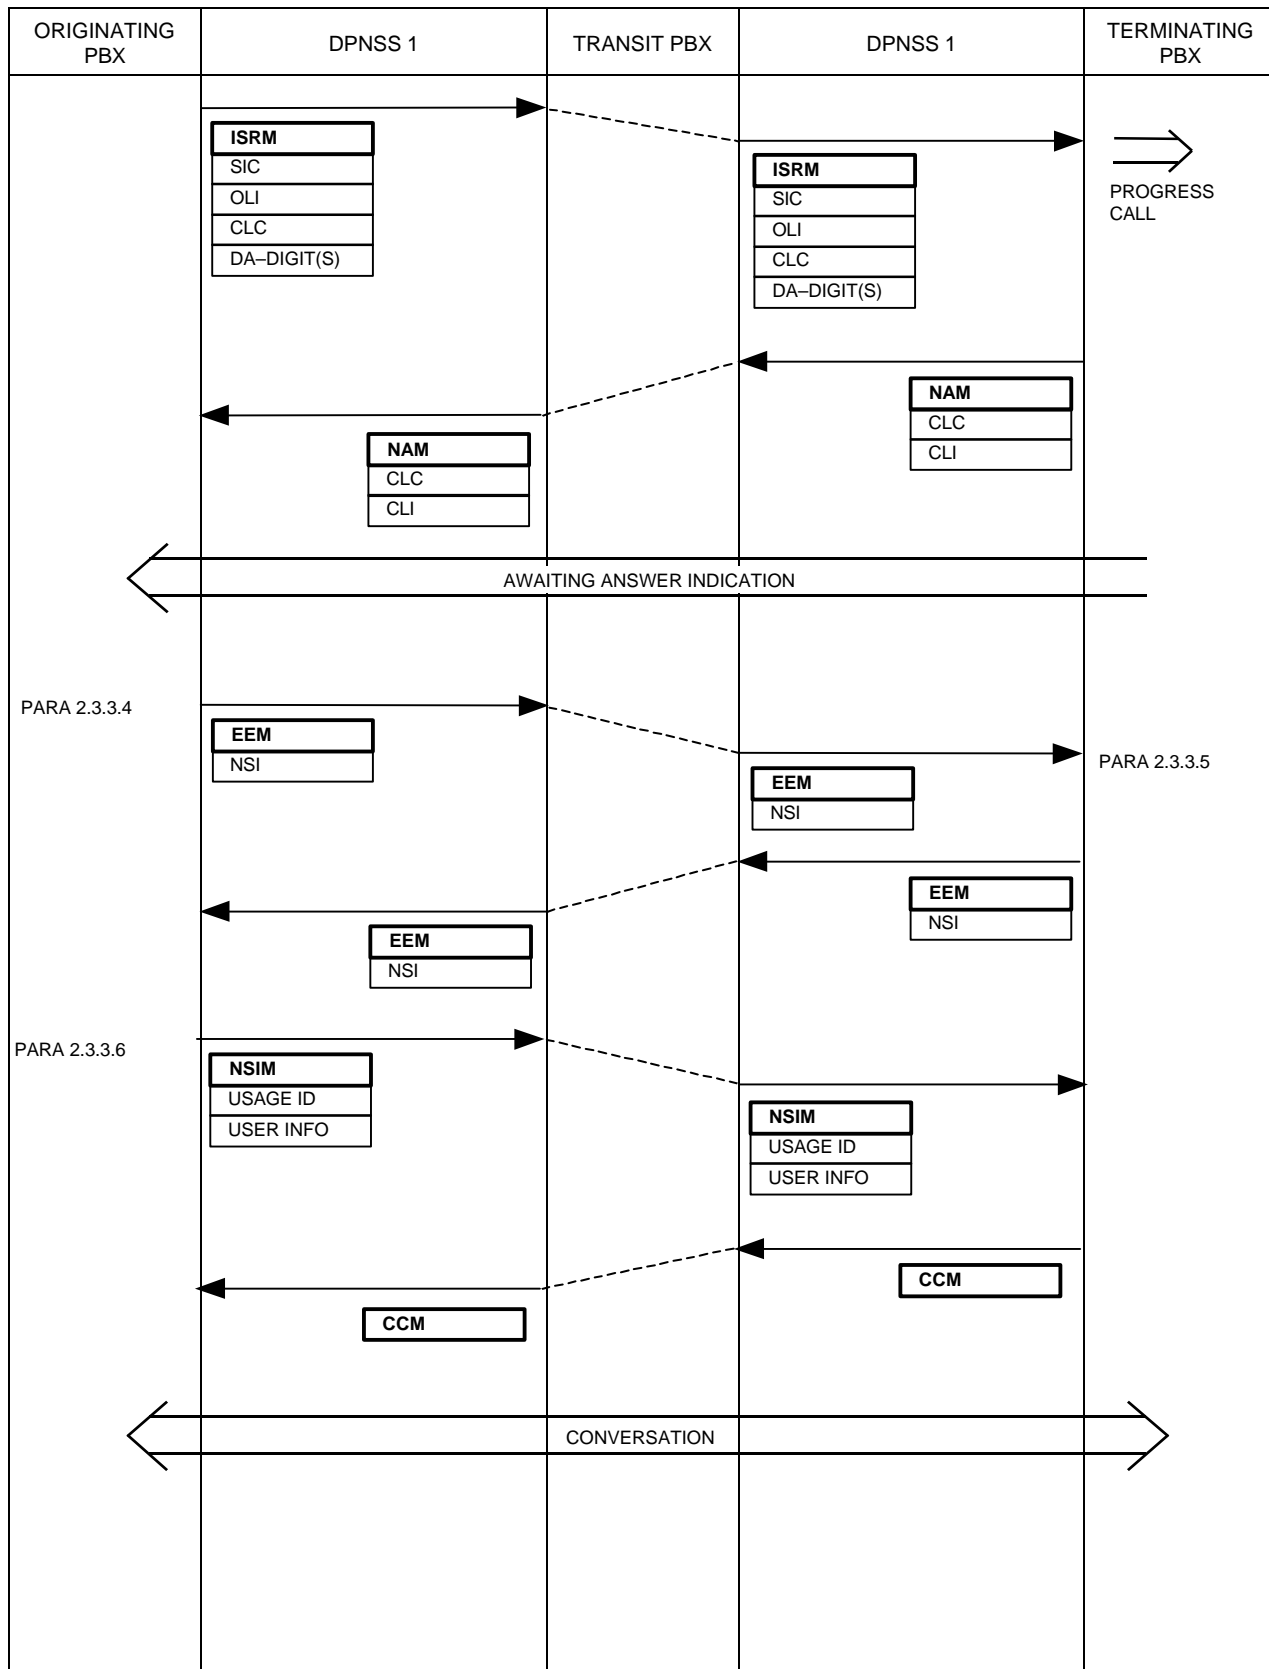 ORIGINATING
PBX
DPNSS 1
TRANSIT PBX
DPNSS 1
TERMINATING
PBX
ISRM
SIC
OLI
CLC
DA–DIGIT(S)
ISRM
SIC
OLI
CLC
DA–DIGIT(S)
PROGRESS
CALL
NAM
CLC
CLI
NAM
CLC
CLI
AWAITING ANSWER INDICATION
PARA 2.3.3.4
EEM
NSI
EEM
NSI
PARA 2.3.3.5
EEM
NSI
EEM
NSI
PARA 2.3.3.6
NSIM
USAGE ID
USER INFO
NSIM
USAGE ID
USER INFO
CCM
CCM
CONVERSATION